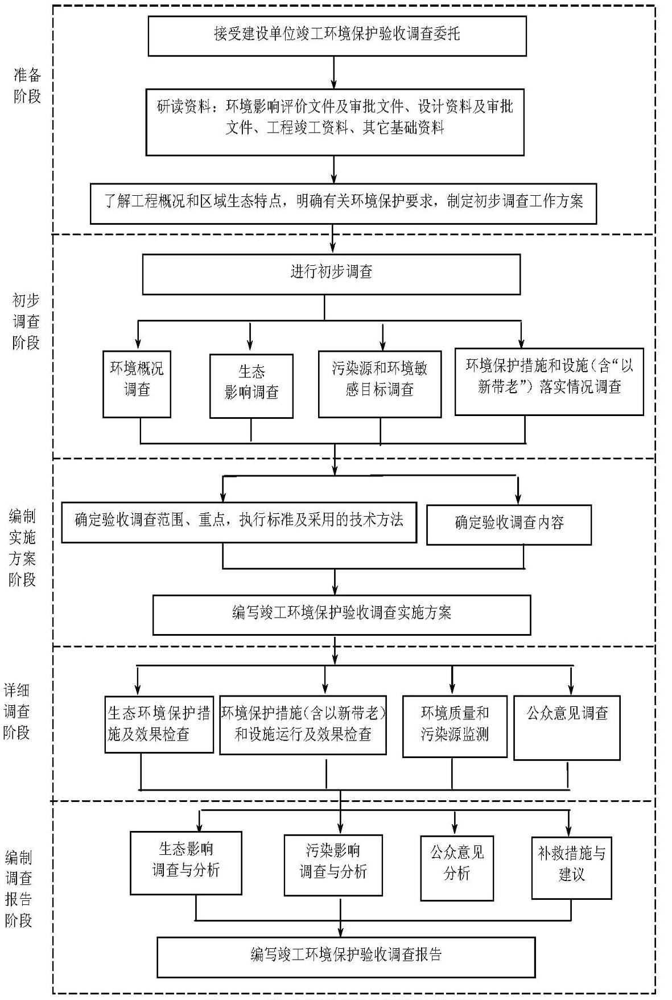 接受建设单位竣工环境保护验收调查委托
准备
阶段
研读资料：环境影响评价文件及审批文件、设计资料及审批
文件、工程竣工资料、其它基础资料
了解工程概况和区域生态特点，明确有关环境保护要求，制定初步调查工作方案
初步
调查
阶段
进行初步调查
环境概况
调查
生态
影响调查
污染源和环境敏
感目标调查
环境保护措施和设施（含“以
新带老”）落实情况调查
编制
实施
方案
阶段
确定验收调查范围、重点，执行标准及采用的技术方法
确定验收调查内容
编写竣工环境保护验收调查实施方案
详细
调查
阶段
生态环境保护措
施及效果检查
环境保护措施（含以新带老）
和设施运行及效果检查
环境质量和
污染源监测
公众意见调查
编制
调查
报告
阶段
生态影响
调查与分析
污染影响
调查与分析
公众意见
分析
补救措施与
建议
编写竣工环境保护验收调查报告